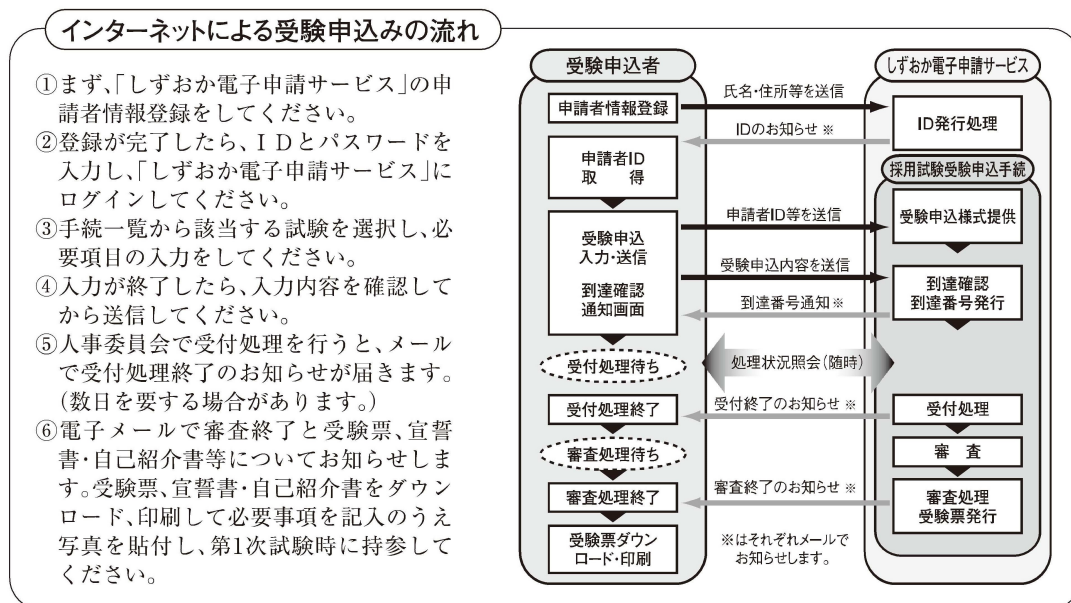 インターネットによる受験申込みの流れ
①まず、「しずおか電子申請サービス」の申
請者情報登録をしてください。
②登録が完了したら、ＩＤとパスワードを
入力し、「しずおか電子申請サービス」に
ログインしてください。
③手続一覧から該当する試験を選択し、必
要項目の入力をしてください。
④入力が終了したら、入力内容を確認して
から送信してください。
⑤人事委員会で受付処理を行うと、メール
で受付処理終了のお知らせが届きます。
(数日を要する場合があります。)
⑥電子メールで審査終了と受験票、宣誓
書・自己紹介書等についてお知らせしま
す。受験票、宣誓書・自己紹介書をダウン
ロード、印刷して必要事項を記入のうえ
写真を貼付し、第1次試験時に持参して
ください。
受験申込者
しずおか電子申請サービス
申請者情報登録
氏名・住所等を送信
ID発行処理
IDのお知らせ ※
申請者ID
取　得
採用試験受験申込手続
受験申込
入力・送信
到達確認
通知画面
申請者ID等を送信
受験申込様式提供
受験申込内容を送信
到達確認
到達番号発行
到達番号通知 ※
受付処理待ち
処理状況照会(随時)
受付処理終了
受付終了のお知らせ ※
受付処理
審査処理待ち
審　査
審査処理終了
審査終了のお知らせ ※
審査処理
受験票発行
受験票ダウン
ロード・印刷
※はそれぞれメールで
お知らせします。